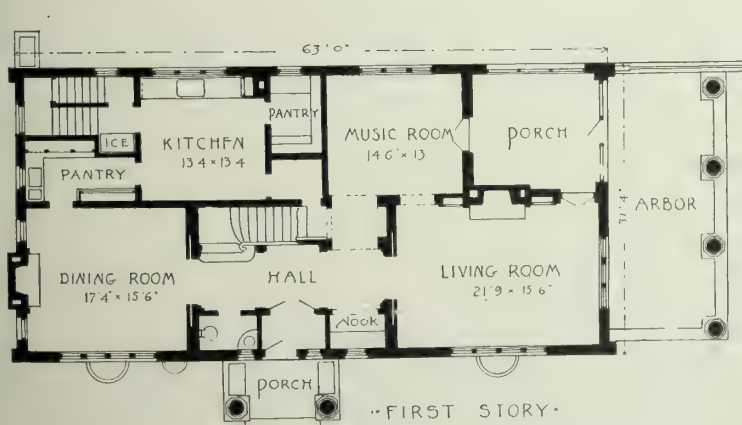 63'0"
PANTRY
ICE
KITCHEN
13 4 × 13 4
MUSIC ROOM
14'6" × 13
PORCH
PANTRY
ARBOR
31'4"
DINING ROOM
17'4" × 15'6"
HALL
LIVING ROOM
21'9 × 15'6"
NOOK
PORCH
··FIRST STORY·